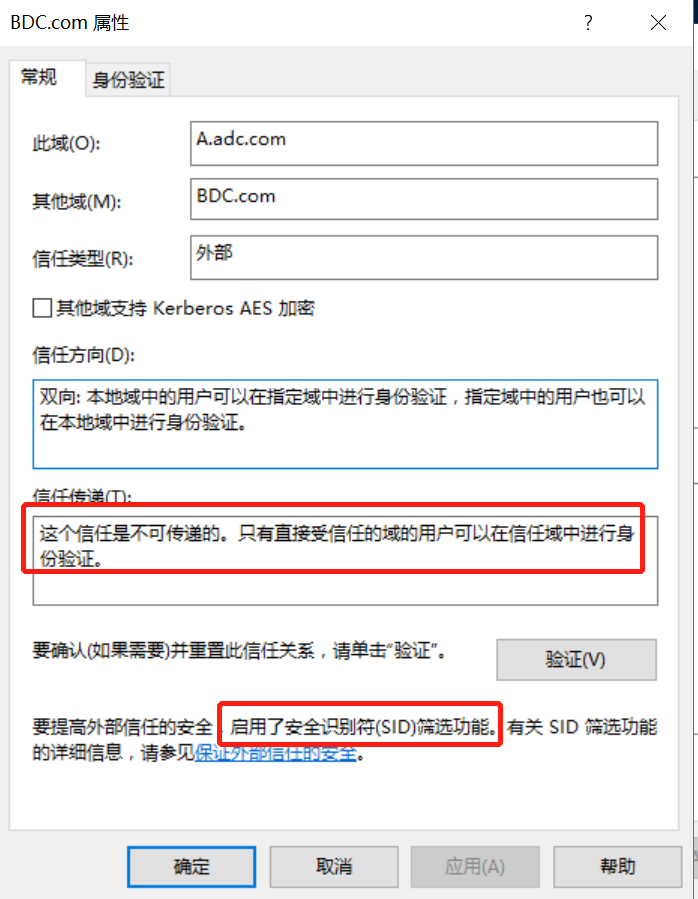 BDC.com 属性
?
常规
身份验证
此域(O):
A.adc.com
其他域(M):
BDC.com
信任类型(R):
外部
其他域支持 Kerberos AES 加密
信任方向(D):
双向: 本地域中的用户可以在指定域中进行身份验证，指定域中的用户也可以
在本地域中进行身份验证。
信任传递(T):
这个信任是不可传递的。只有直接受信任的域的用户可以在信任域中进行身
份验证。
要确认(如果需要)并重置此信任关系，请单击“验证”。
验证(V)
要提高外部信任的安全，启用了安全识别符(SID)筛选功能。有关 SID 筛选功能
的详细信息，请参见保证外部信任的安全。
确定
取消
应用(A)
帮助